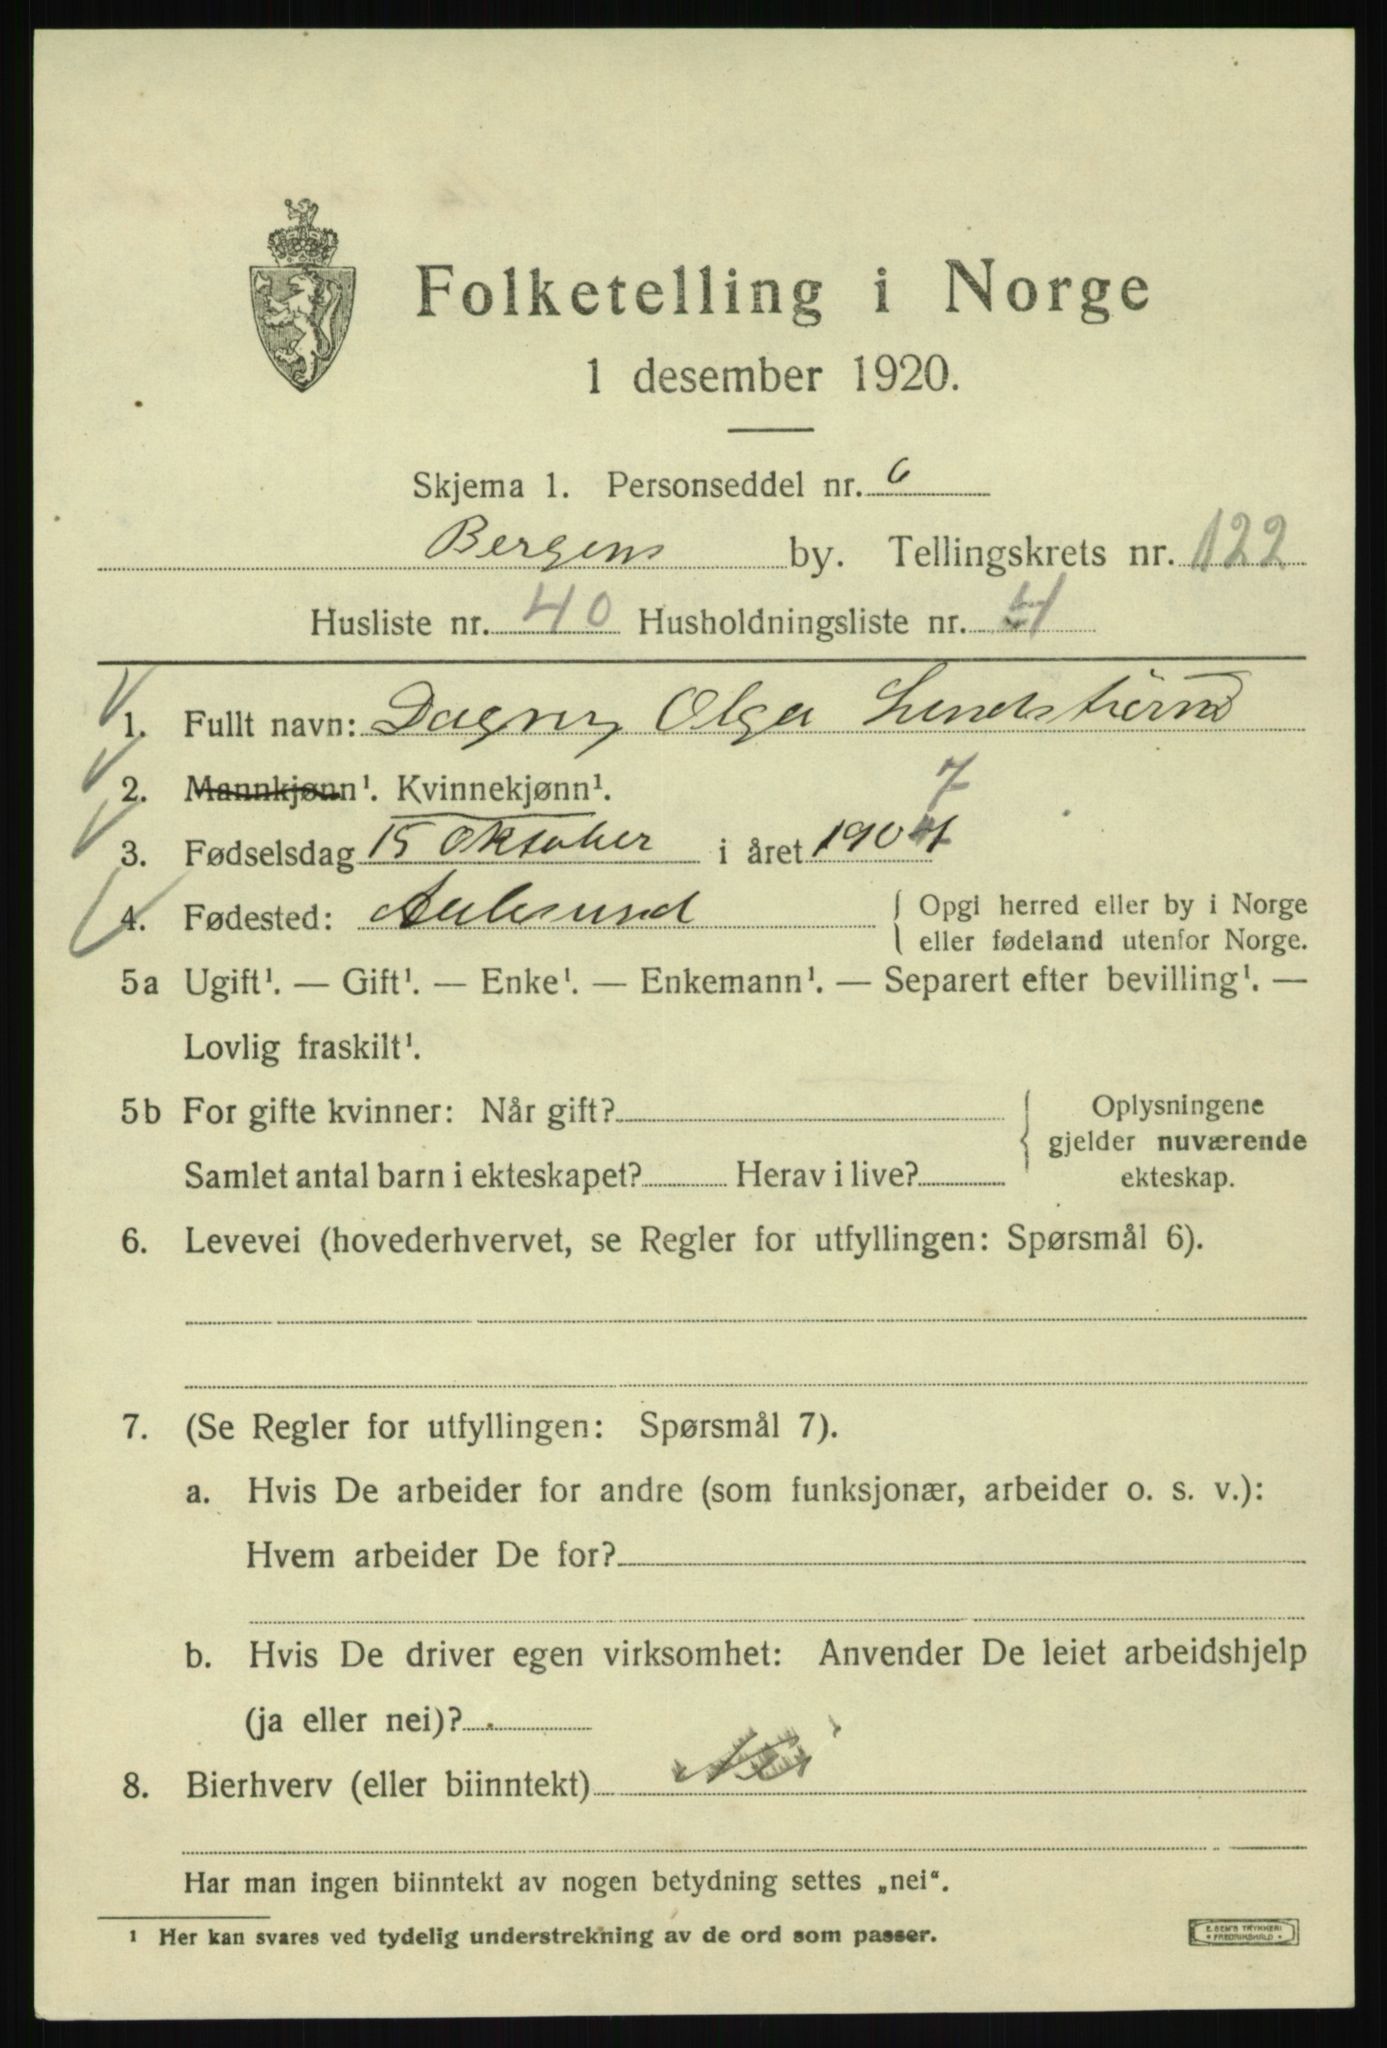 Folketelling i Norge
1 desember 1920.
Skjema 1. Personseddel nr. 6
Bergens by. Tellingskrets nr. 122
Husliste nr. 40 Husholdningsliste nr. 4
1. Fullt navn: Dagny Olga
2. Mannkjønn¹. Kvinnekjønn¹.
7
3. Fødselsdag 15 Oktober i året 1904
4. Fødested: Aalesund { Opgi herred eller by i Norge
eller fødeland utenfor Norge.
5a Ugift¹. — Gift¹. — Enke¹. — Enkemann¹. — Separert efter bevilling¹. —
Lovlig fraskilt¹.
5b For gifte kvinner: Når gift? { Oplysningene
gjelder nuværende
Samlet antal barn i ekteskapet? Herav i live? ekteskap.
6. Levevei (hovederhvervet, se Regler for utfyllingen: Spørsmål 6).
7. (Se Regler for utfyllingen: Spørsmål 7).
a. Hvis De arbeider for andre (som funksjonær, arbeider o. s. v.):
Hvem arbeider De for?
b. Hvis De driver egen virksomhet: Anvender De leiet arbeidshjelp
(ja eller nei)?
8. Bierhverv (eller biinntekt) Nei
Har man ingen biinntekt av nogen betydning settes „nei“.
¹ Her kan svares ved tydelig understrekning av de ord som passer.
E. SEM'S TRYKKERI
FREDRIKSHALD